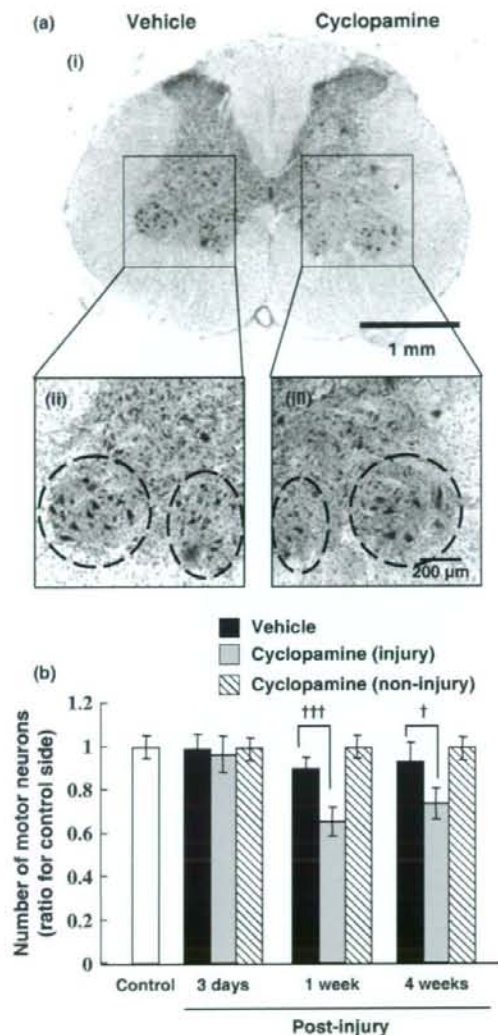 (a)
Vehicle
Cyclopamine
(i)
1 mm
(ii)
(iii)
200 μm
Vehicle
Cyclopamine (injury)
Cyclopamine (non-injury)
(b)
Number of motor neurons
(ratio for control side)
1.2
1
0.8
0.6
0.4
0.2
0
†††
†
Control
3 days
1 week
4 weeks
Post-injury